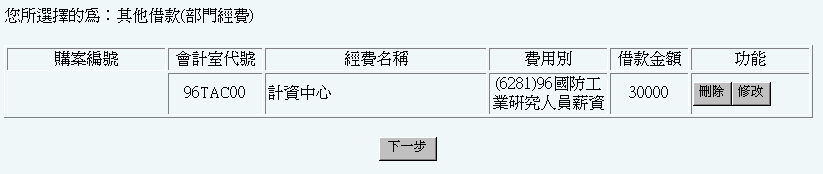 您所選擇的為：其他借款(部門經費)
購案編號 會計室代號 經費名稱 費用別 借款金額 功能
96TAC00 計資中心 (6281)96國防工業研究人員薪資 30000 刪除 修改
下一步